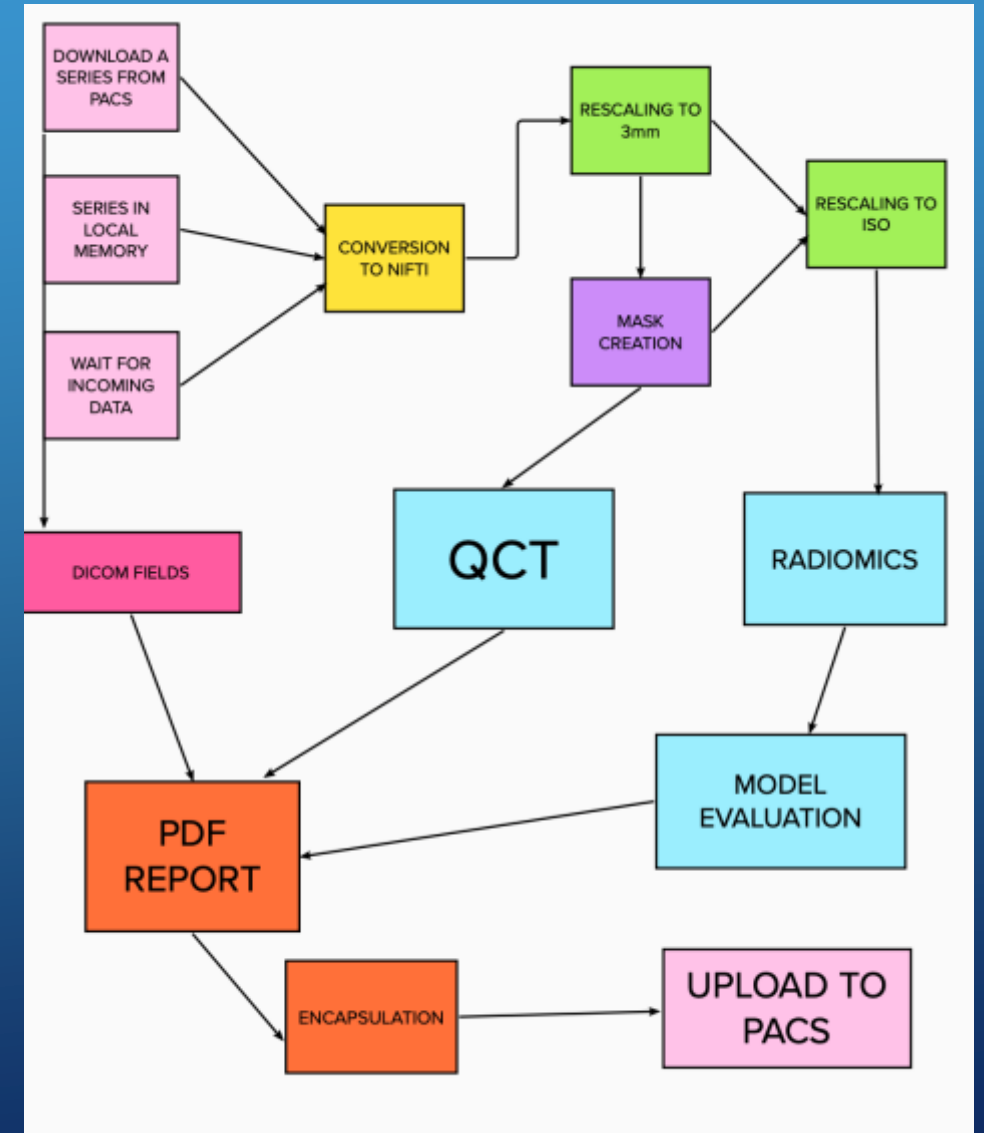 DOWNLOAD A
SERIES FROM
PACS
SERIES IN
LOCAL
MEMORY
WAIT FOR
INCOMING
DATA
CONVERSION
TO NIFTI
RESCALING TO
3mm
RESCALING TO
ISO
MASK
CREATION
DICOM FIELDS
QCT
RADIOMICS
MODEL
EVALUATION
PDF
REPORT
ENCAPSULATION
UPLOAD TO
PACS